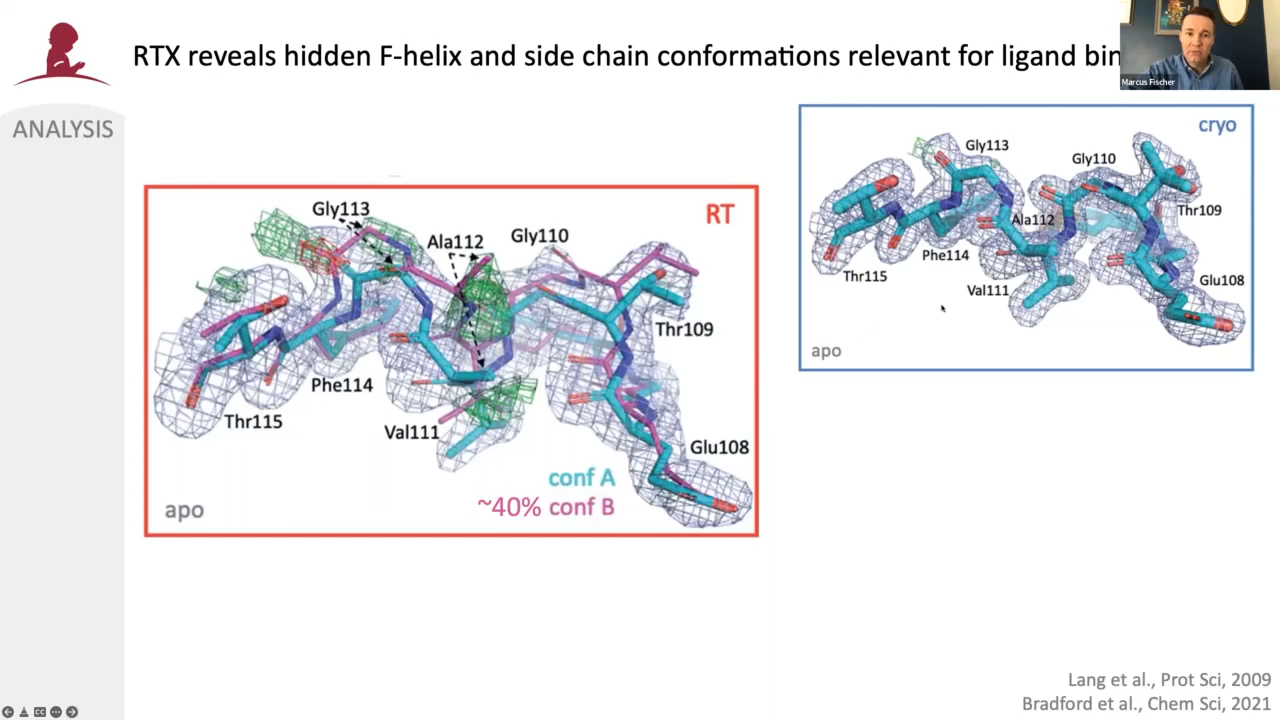 RTX reveals hidden F-helix and side chain conformations relevant for ligand bin
Marcus Fischer
ANALYSIS
RT
Gly113
Ala112
Gly110
Thr109
Phe114
Thr115
Val111
Glu108
conf A
~40% conf B
apo
cryo
Gly113
Gly110
Ala112
Thr109
Phe114
Thr115
Val111
Glu108
apo
Lang et al., Prot Sci, 2009
Bradford et al., Chem Sci, 2021